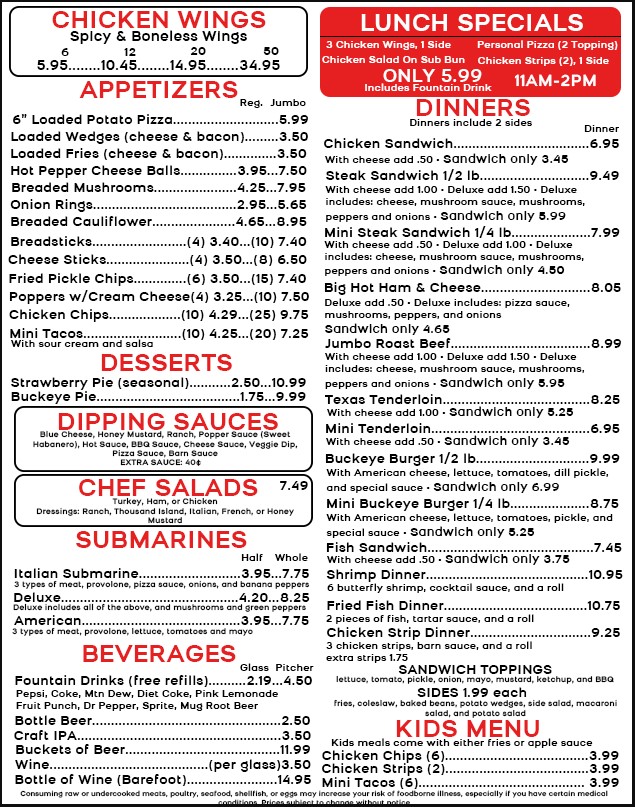 CHICKEN WINGS
Spicy & Boneless Wings
6 12 20 50
5.95........10.45........14.95........34.95
APPETIZERS
Reg. Jumbo
6” Loaded Potato Pizza.........................5.99
Loaded Wedges (cheese & bacon)........3.50
Loaded Fries (cheese & bacon)............3.50
Hot Pepper Cheese Balls.............3.95...7.50
Breaded Mushrooms....................4.25...7.95
Onion Rings..................................2.95...5.65
Breaded Cauliflower....................4.65...8.95
Breadsticks......................(4) 3.40...(10) 7.40
Cheese Sticks....................(4) 3.50...(8) 6.50
Fried Pickle Chips.............(6) 3.50...(15) 7.40
Poppers w/Cream Cheese(4) 3.25...(10) 7.50
Chicken Chips.................(10) 4.29...(25) 9.75
Mini Tacos.......................(10) 4.25...(20) 7.25
With sour cream and salsa
DESSERTS
Strawberry Pie (seasonal)..........2.50...10.99
Buckeye Pie..................................1.75...9.99
DIPPING SAUCES
Blue Cheese, Honey Mustard, Ranch, Popper Sauce (Sweet
Habanero), Hot Sauce, BBQ Sauce, Cheese Sauce, Veggie Dip,
Pizza Sauce, Barn Sauce
EXTRA SAUCE: 40¢
CHEF SALADS 7.49
Turkey, Ham, or Chicken
Dressings: Ranch, Thousand Island, Italian, French, or Honey
Mustard
SUBMARINES
Half Whole
Italian Submarine........................3.95...7.75
3 types of meat, provolone, pizza sauce, onions, and banana peppers
Deluxe..........................................4.20...8.25
Deluxe includes all of the above, and mushrooms and green peppers
American......................................3.95...7.75
3 types of meat, provolone, lettuce, tomatoes and mayo
BEVERAGES
Glass Pitcher
Fountain Drinks (free refills).........2.19...4.50
Pepsi, Coke, Mtn Dew, Diet Coke, Pink Lemonade
Fruit Punch, Dr Pepper, Sprite, Mug Root Beer
Bottle Beer.............................................2.50
Craft IPA................................................3.50
Buckets of Beer.....................................11.99
Wine......................................(per glass)3.50
Bottle of Wine (Barefoot).....................14.95
LUNCH SPECIALS
3 Chicken Wings, 1 Side Personal Pizza (2 Topping)
Chicken Salad On Sub Bun Chicken Strips (2), 1 Side
ONLY 5.99 11AM-2PM
Includes Fountain Drink
DINNERS
Dinners include 2 sides
Dinner
Chicken Sandwich................................6.95
With cheese add .50 • Sandwich only 3.45
Steak Sandwich 1/2 lb..........................9.49
With cheese add 1.00 • Deluxe add 1.50 • Deluxe
includes: cheese, mushroom sauce, mushrooms,
peppers and onions • Sandwich only 5.99
Mini Steak Sandwich 1/4 lb...................7.99
With cheese add .50 • Deluxe add 1.00 • Deluxe
includes: cheese, mushroom sauce, mushrooms,
peppers and onions • Sandwich only 4.50
Big Hot Ham & Cheese..........................8.05
Deluxe add .50 • Deluxe includes: pizza sauce,
mushrooms, peppers, and onions
Sandwich only 4.65
Jumbo Roast Beef.................................8.99
With cheese add 1.00 • Deluxe add 1.50 • Deluxe
includes: cheese, mushroom sauce, mushrooms,
peppers and onions • Sandwich only 5.95
Texas Tenderloin..................................8.25
With cheese add 1.00 • Sandwich only 5.25
Mini Tenderloin.....................................6.95
With cheese add .50 • Sandwich only 3.45
Buckeye Burger 1/2 lb...........................9.99
With American cheese, lettuce, tomatoes, dill pickle,
and special sauce • Sandwich only 6.99
Mini Buckeye Burger 1/4 lb...................8.75
With American cheese, lettuce, tomatoes, pickle, and
special sauce • Sandwich only 5.25
Fish Sandwich.......................................7.45
With cheese add .50 • Sandwich only 3.75
Shrimp Dinner.....................................10.95
6 butterfly shrimp, cocktail sauce, and a roll
Fried Fish Dinner.................................10.75
2 pieces of fish, tartar sauce, and a roll
Chicken Strip Dinner.............................9.25
3 chicken strips, barn sauce, and a roll
extra strips 1.75
SANDWICH TOPPINGS
lettuce, tomato, pickle, onion, mayo, mustard, ketchup, and BBQ
SIDES 1.99 each
fries, coleslaw, baked beans, potato wedges, side salad, macaroni
salad, and potato salad
KIDS MENU
Kids meals come with either fries or apple sauce
Chicken Chips (6)..................................3.99
Chicken Strips (2)..................................3.99
Mini Tacos (6) .......................................3.99
Consuming raw or undercooked meats, poultry, seafood, shellfish, or eggs may increase your risk of foodborne illness, especially if you have certain medical
conditions. Prices subject to change without notice.